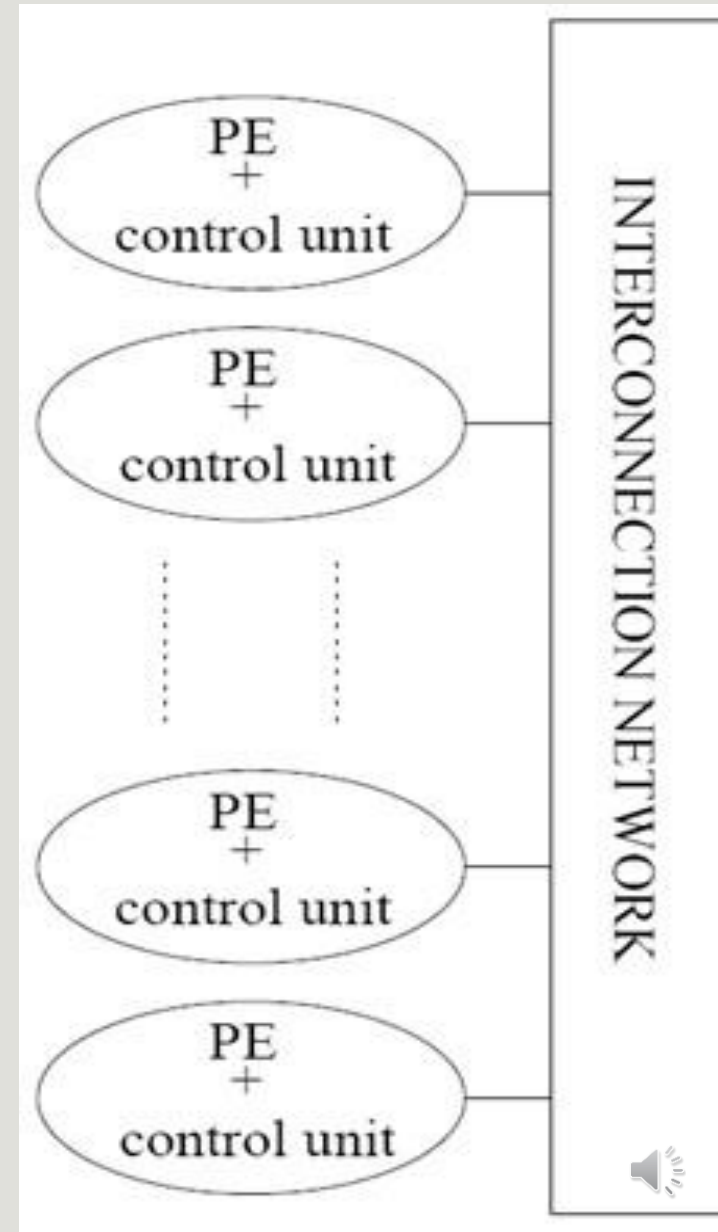 PE
+
control unit
PE
+
control unit
PE
+
control unit
PE
+
control unit
INTERCONNECTION NETWORK